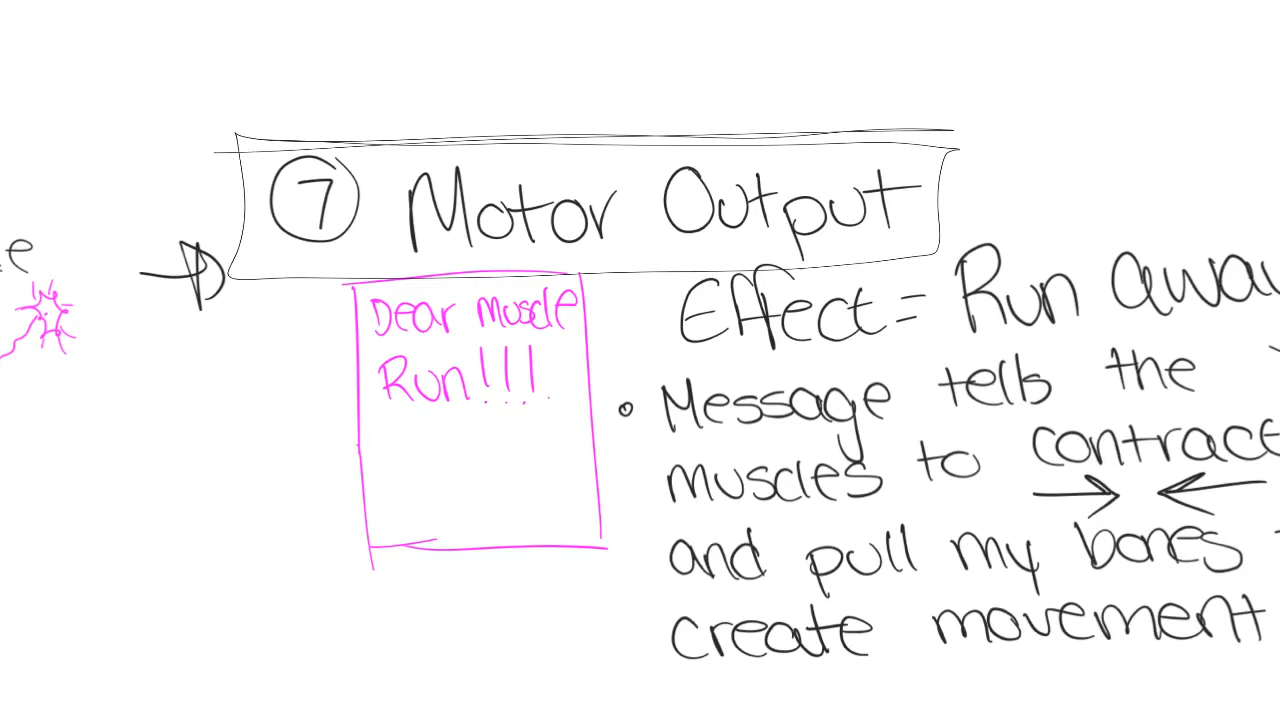 7 Motor Output
e
Dear Muscle
Run!!!
Effect = Run away
• Message tells the
muscles to contract
and pull my bones
create movement